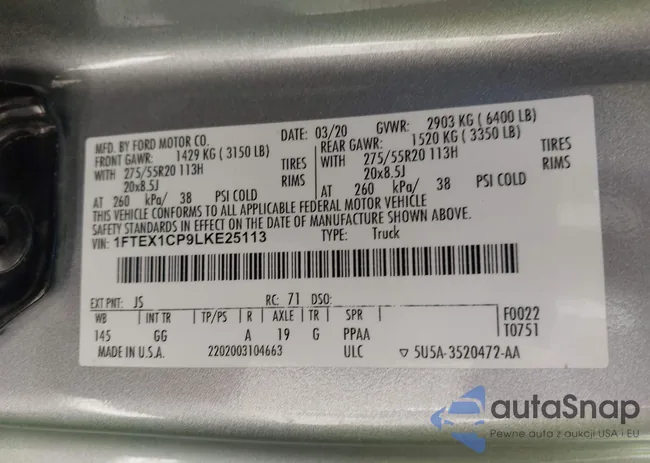 MFD. BY FORD MOTOR CO.
DATE: 03/20 GVWR: 2903 KG ( 6400 LB)
FRONT GAWR: 1429 KG ( 3150 LB)
REAR GAWR: 1520 KG ( 3350 LB)
WITH 275/55R20 113H TIRES
WITH 275/55R20 113H TIRES
20x8.5J RIMS
20x8.5J RIMS
AT 260 kPa/ 38 PSI COLD
AT 260 kPa/ 38 PSI COLD
THIS VEHICLE CONFORMS TO ALL APPLICABLE FEDERAL MOTOR VEHICLE
SAFETY STANDARDS IN EFFECT ON THE DATE OF MANUFACTURE SHOWN ABOVE.
VIN: 1FTEX1CP9LKE25113 TYPE: Truck
EXT PNT: JS RC: 71 DSO:
WB INT TR TP/PS R AXLE TR SPR F0022
145 GG A 19 G PPAA T0751
MADE IN U.S.A. 2202003104663 ULC ▽ 5U5A-3520472-AA
autaSnap
Pewne auta z aukcji USA i EU